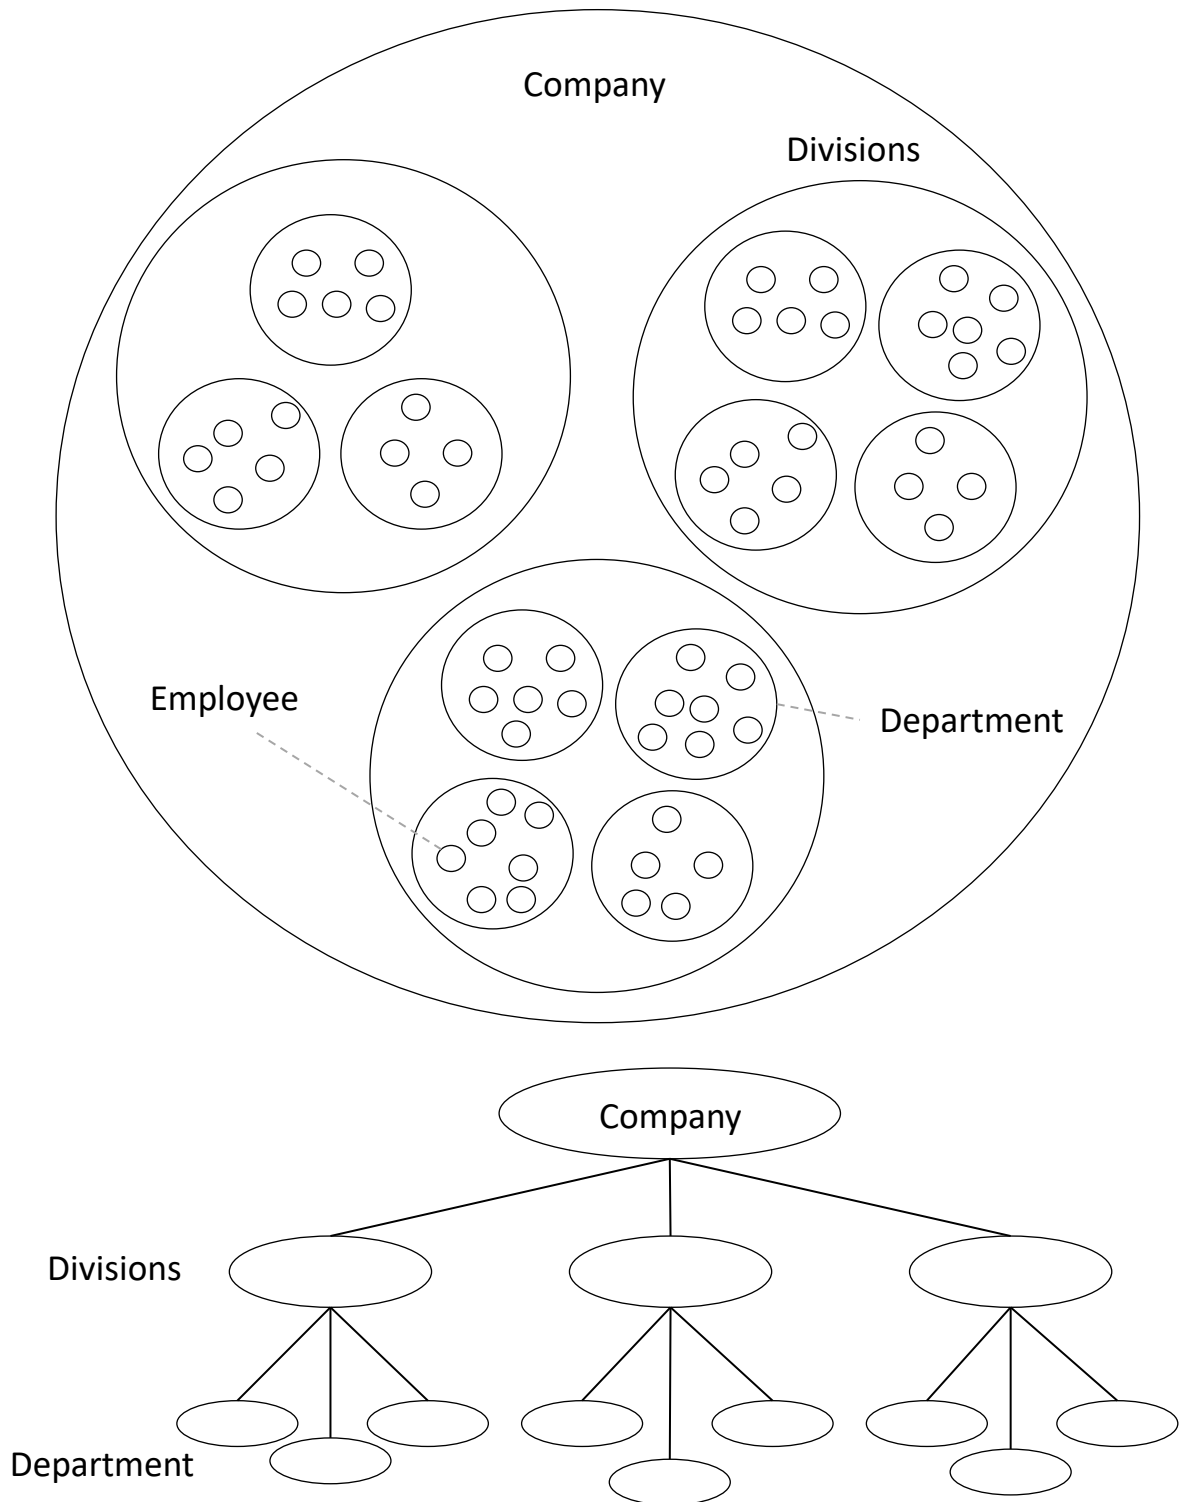 Company
Divisions
Employee
Department
Company
Divisions
Department